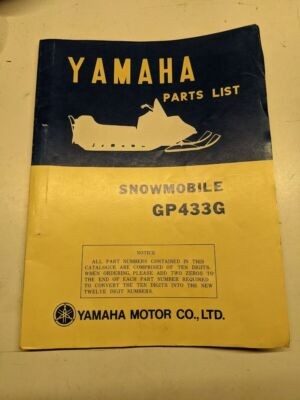 YAMAHA
PARTS LIST
SNOWMOBILE
GP433G
NOTICE
ALL PART NUMBERS CONTAINED IN THIS
CATALOGUE ARE COMPRISED OF TEN DIGITS.
WHEN ORDERING, PLEASE ADD TWO ZEROS TO
THE END OF EACH PART NUMBER REQUIRED
TO CONVERT THE TEN DIGITS INTO THE NEW
TWELVE DIGIT NUMBERS.
YAMAHA MOTOR CO., LTD.